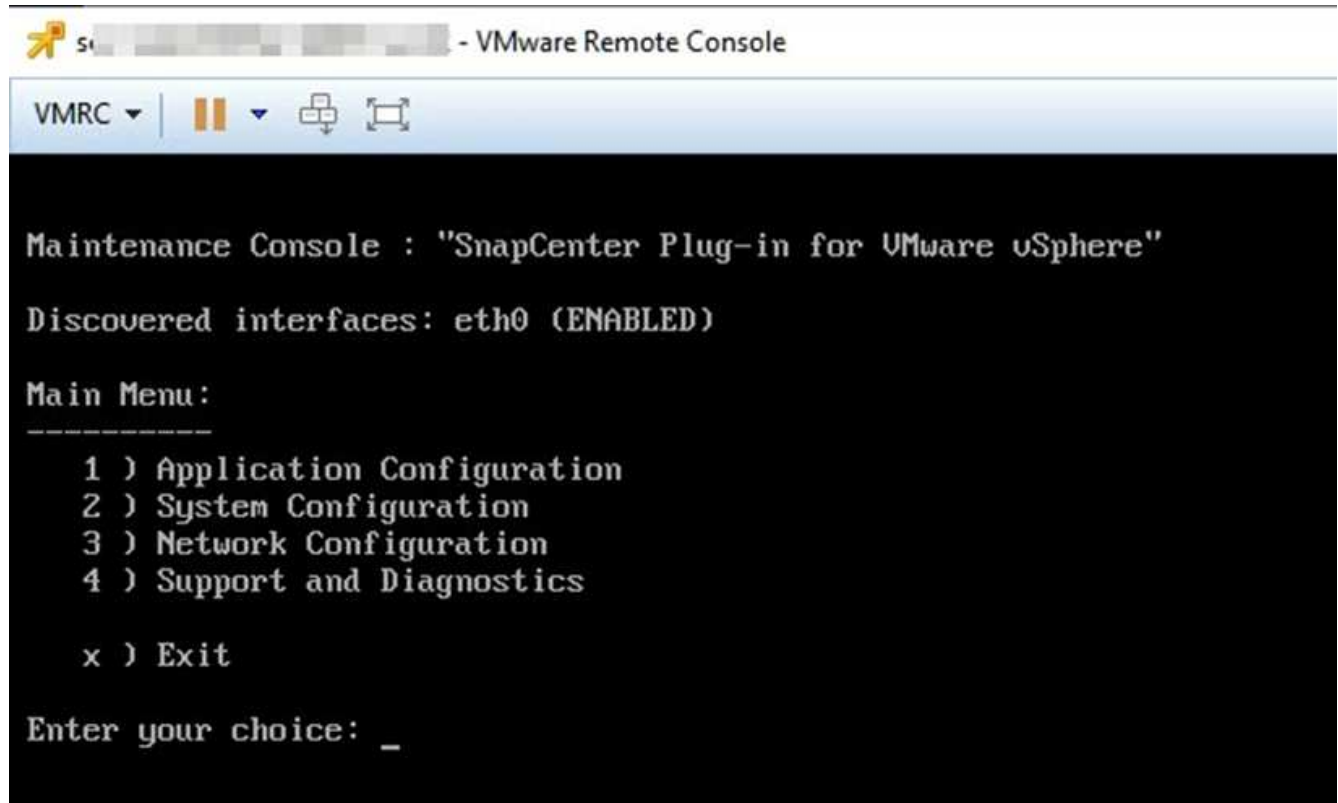 - VMware Remote Console
VMRC
Maintenance Console : "SnapCenter Plug-in for VMware vSphere"
Discovered interfaces: eth0 (ENABLED)
Main Menu:
----------
1 ) Application Configuration
2 ) System Configuration
3 ) Network Configuration
4 ) Support and Diagnostics
x ) Exit
Enter your choice: _